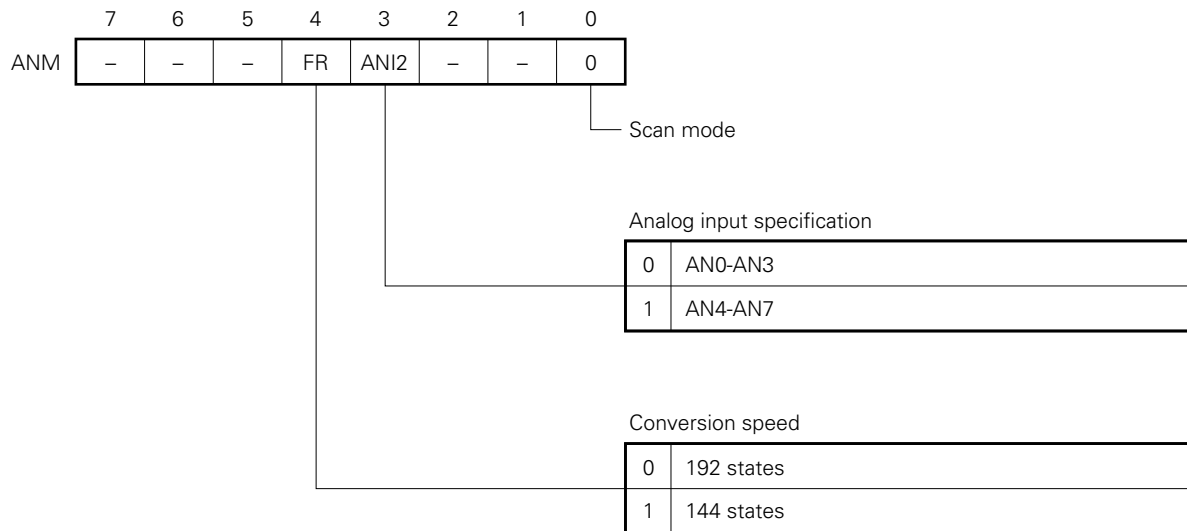 7 6 5 4 3 2 1 0
ANM – – – FR ANI2 – – 0
Scan mode
Analog input specification
0 AN0-AN3
1 AN4-AN7
Conversion speed
0 192 states
1 144 states